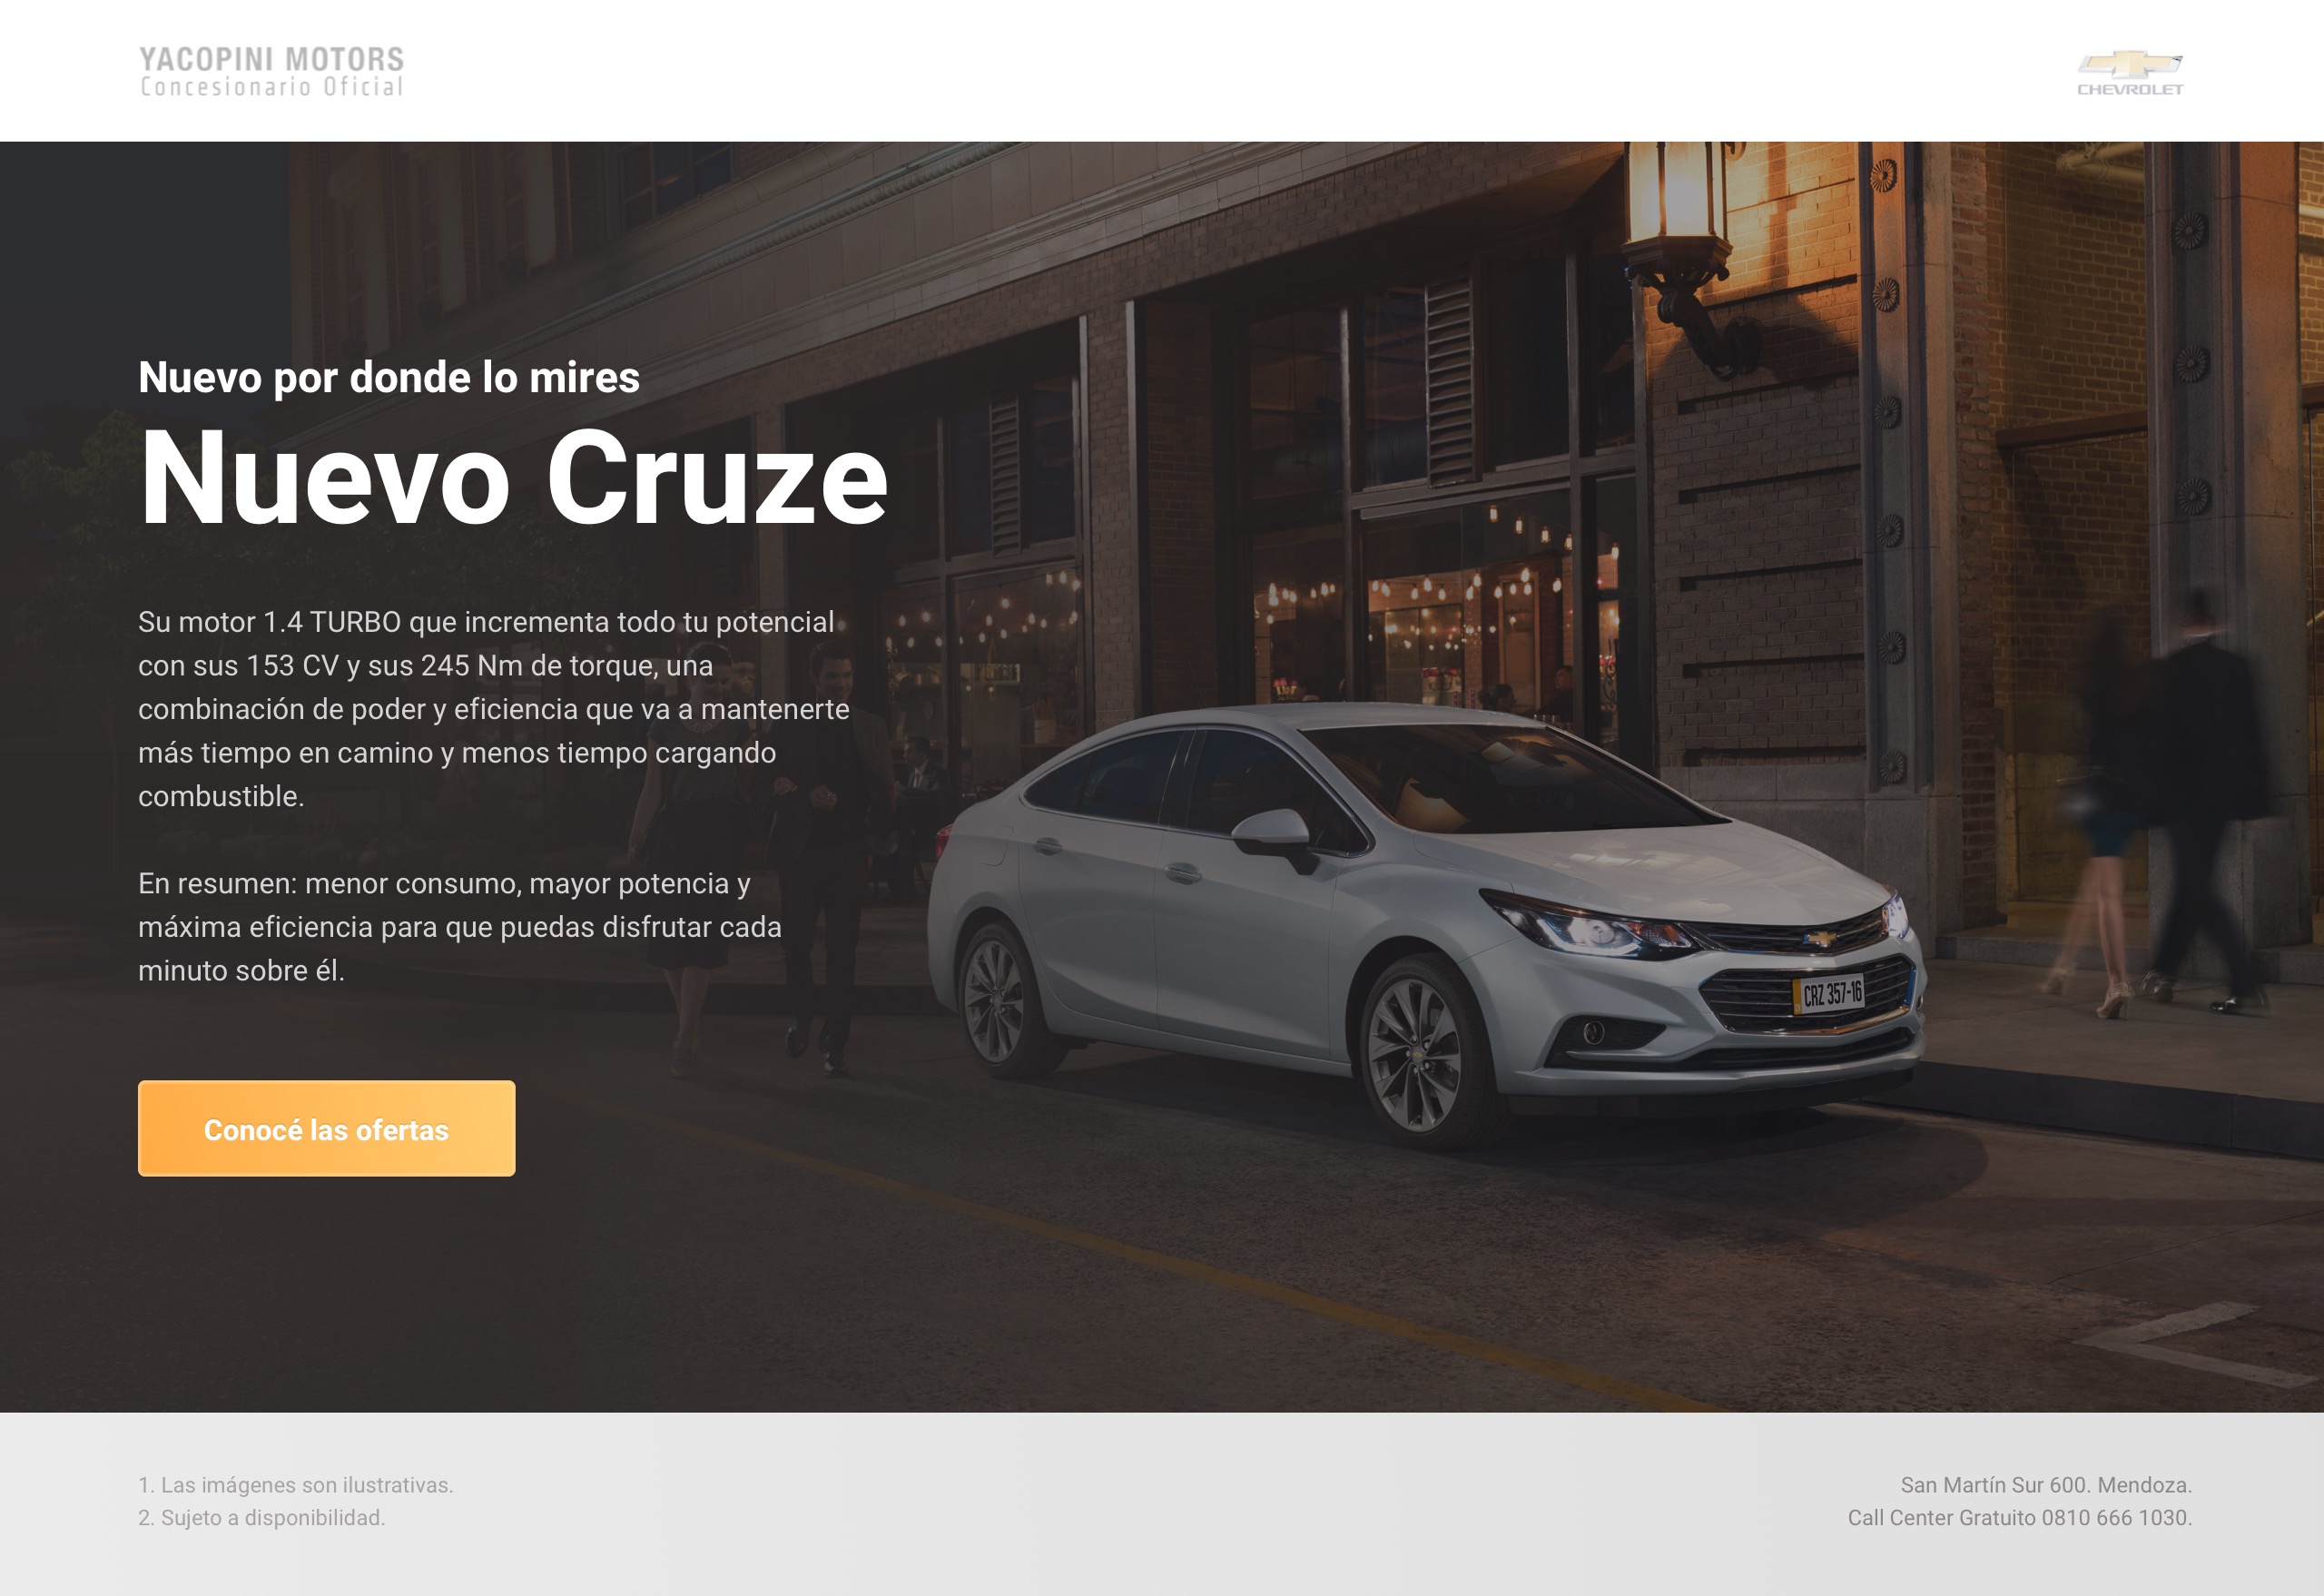 YACOPINI MOTORS
Concesionario Oficial
CHEVROLET
Nuevo por donde lo mires
Nuevo Cruze
Su motor 1.4 TURBO que incrementa todo tu potencial
con sus 153 CV y sus 245 Nm de torque, una
combinación de poder y eficiencia que va a mantenerte
más tiempo en camino y menos tiempo cargando
combustible.
En resumen: menor consumo, mayor potencia y
máxima eficiencia para que puedas disfrutar cada
minuto sobre él.
CRZ 357-16
Conocé las ofertas
1. Las imágenes son ilustrativas.
2. Sujeto a disponibilidad.
San Martín Sur 600. Mendoza.
Call Center Gratuito 0810 666 1030.